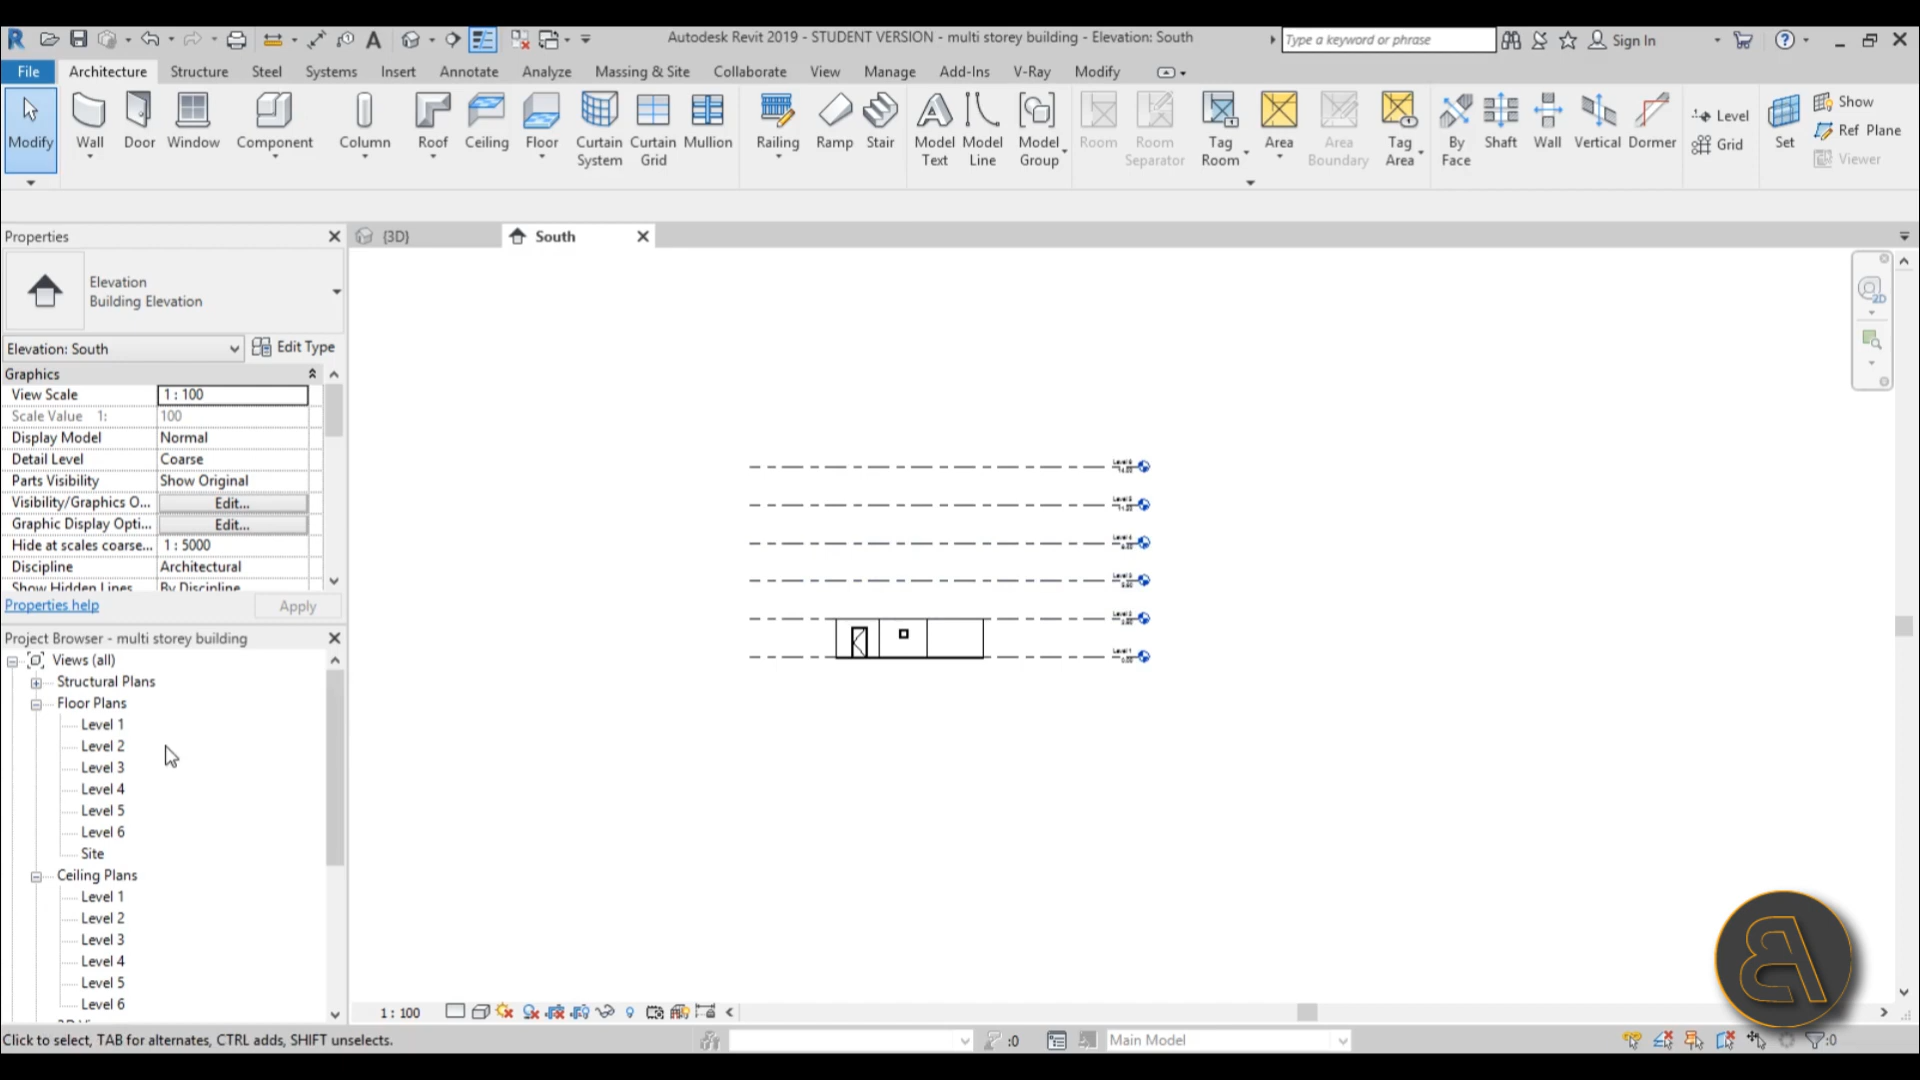 Autodesk Revit 2019 - STUDENT VERSION - multi storey building - Elevation: South
Type a keyword or phrase
Sign In
File
Architecture
Structure
Steel
Systems
Insert
Annotate
Analyze
Massing & Site
Collaborate
View
Manage
Add-Ins
V-Ray
Modify
Modify
Wall
Door
Window
Component
Column
Roof
Ceiling
Floor
Curtain System
Curtain Grid
Mullion
Railing
Ramp
Stair
Model Text
Model Line
Model Group
Room
Room Separator
Tag Room
Area
Area Boundary
Tag Area
By Face
Shaft
Wall
Vertical
Dormer
Level
Grid
Set
Show
Ref Plane
Viewer
Properties
{3D}
South
Elevation
Building Elevation
Elevation: South
Edit Type
Graphics
View Scale 1 : 100
Scale Value 1: 100
Display Model Normal
Detail Level Coarse
Parts Visibility Show Original
Visibility/Graphics O... Edit...
Graphic Display Opti... Edit...
Hide at scales coarse... 1 : 5000
Discipline Architectural
Show Hidden Lines By Discipline
Properties help
Apply
Project Browser - multi storey building
Views (all)
Structural Plans
Floor Plans
Level 1
Level 2
Level 3
Level 4
Level 5
Level 6
Site
Ceiling Plans
Level 1
Level 2
Level 3
Level 4
Level 5
Level 6
1 : 100
Click to select, TAB for alternates, CTRL adds, SHIFT unselects.
:0
Main Model
:0
2D